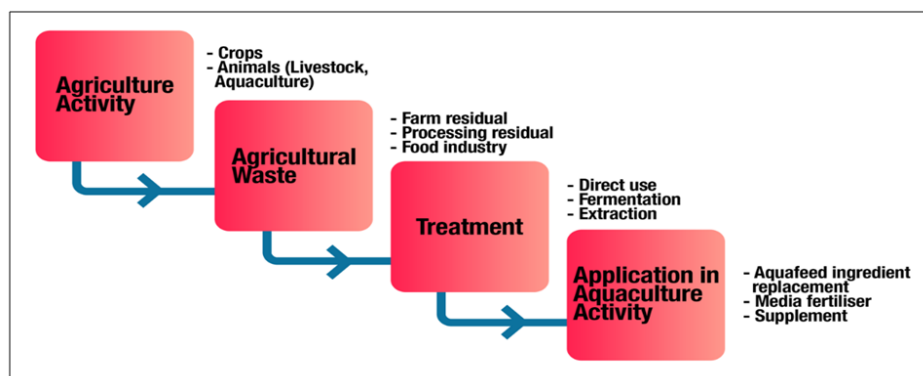 Agriculture
Activity
- Crops
- Animals (Livestock,
Aquaculture)
Agricultural
Waste
- Farm residual
- Processing residual
- Food industry
Treatment
- Direct use
- Fermentation
- Extraction
Application in
Aquaculture
Activity
- Aquafeed ingredient
replacement
- Media fertiliser
- Supplement